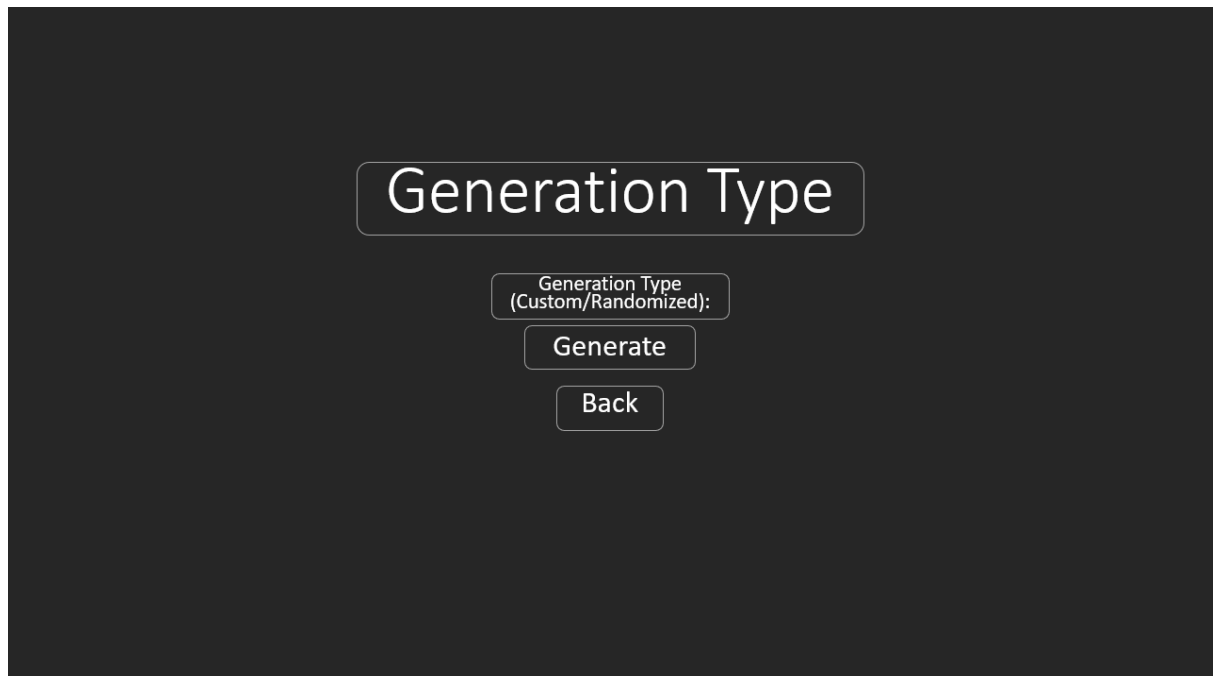 Generation Type
Generation Type
(Custom/Randomized):
Generate
Back